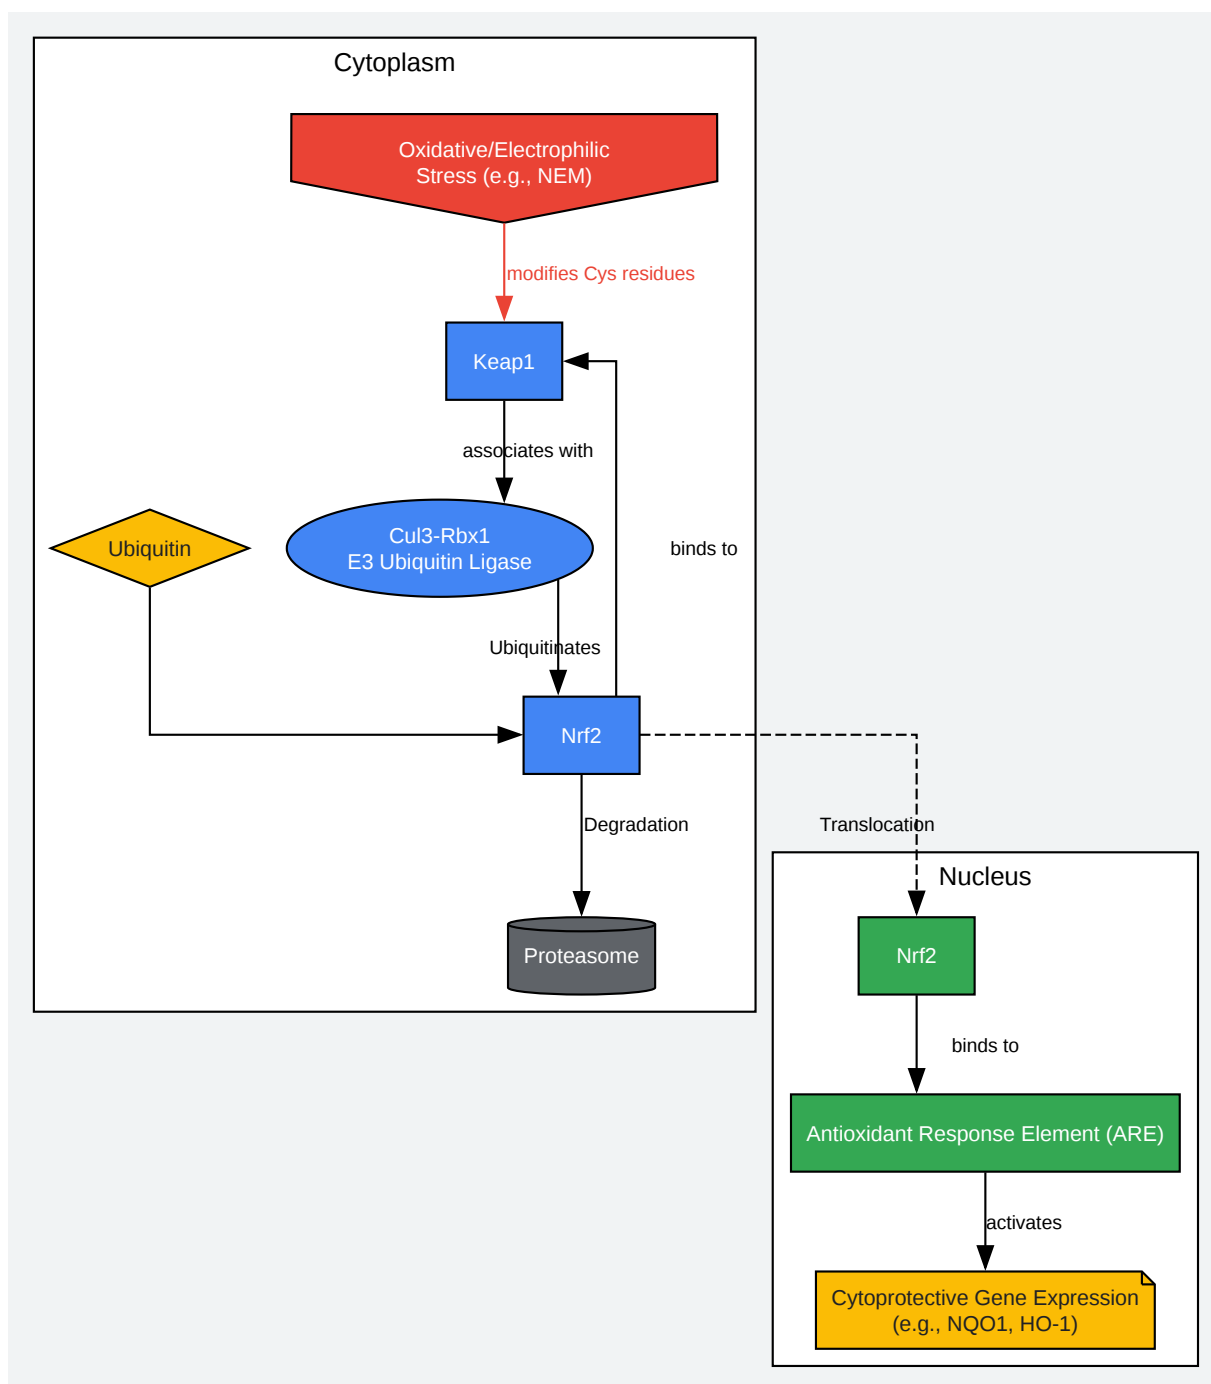 Cytoplasm
Oxidative/Electrophilic
Stress (e.g., NEM)
modifies Cys residues
Keap1
associates with
Cul3-Rbx1
E3 Ubiquitin Ligase
Ubiquitin
binds to
Ubiquitinates
Nrf2
Degradation
Translocation
Proteasome
Nucleus
Nrf2
binds to
Antioxidant Response Element (ARE)
activates
Cytoprotective Gene Expression
(e.g., NQO1, HO-1)